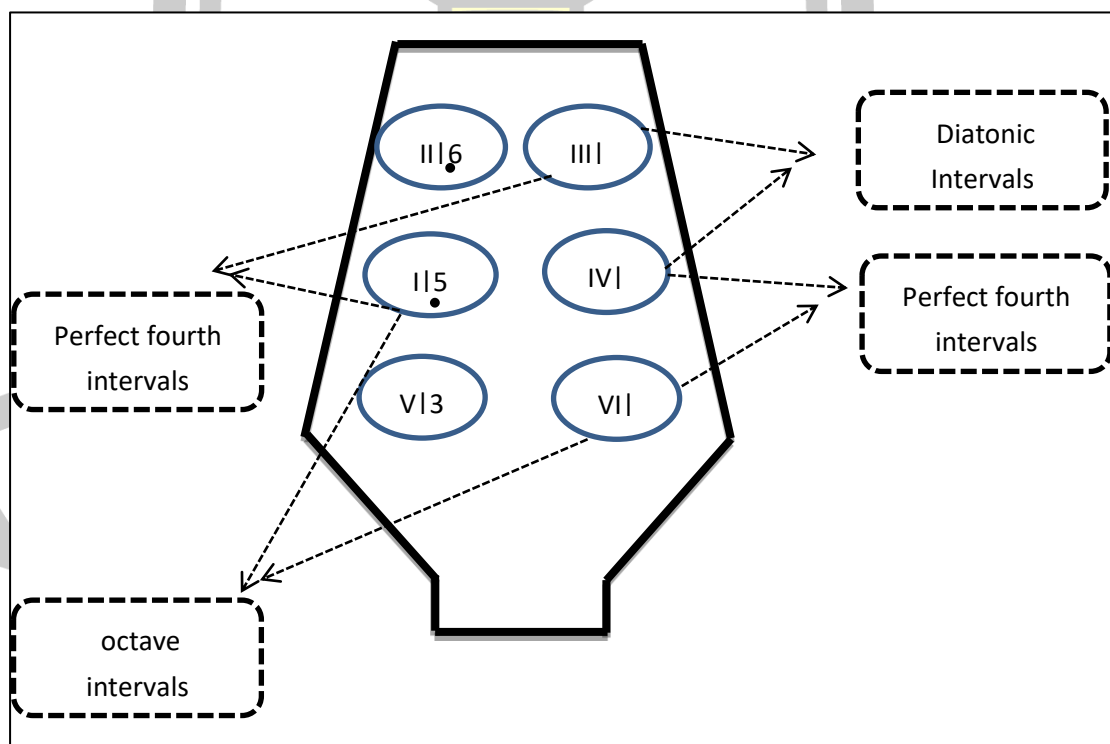 II|6̣ III|
Diatonic
Intervals
I|5̣ IV|
Perfect fourth
intervals
Perfect fourth
intervals
V|3 VI|
octave
intervals